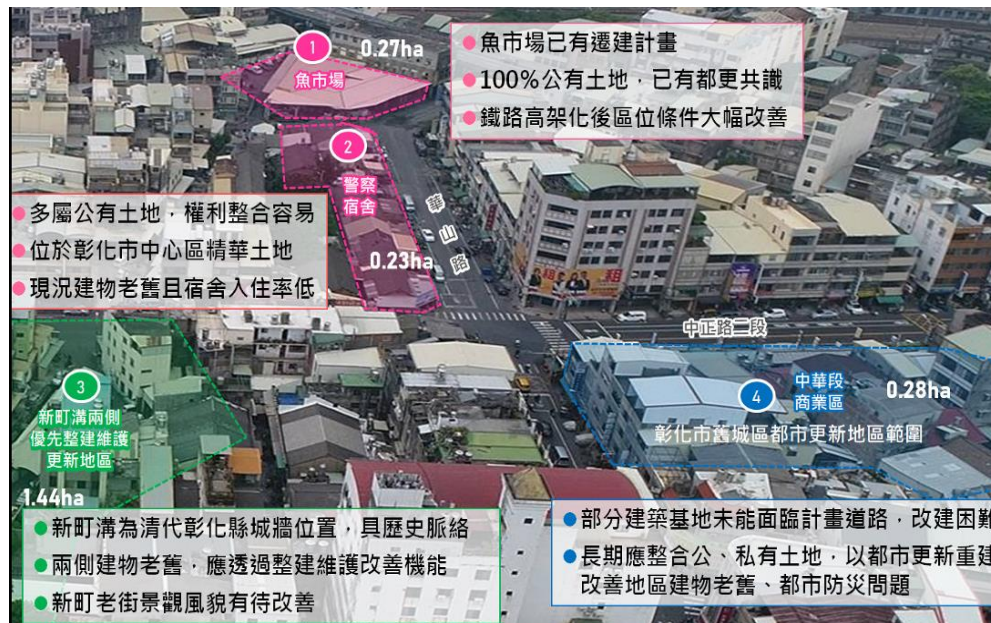 1
0.27ha
魚市場
●魚市場已有遷建計畫
●100%公有土地，已有都更共識
●鐵路高架化後區位條件大幅改善
2
警察
宿舍
0.23ha
華山路
●多屬公有土地，權利整合容易
●位於彰化市中心區精華土地
●現況建物老舊且宿舍入住率低
中正路二段
3
新町溝兩側
優先整建維護
更新地區
1.44ha
●新町溝為清代彰化縣城牆位置，具歷史脈絡
●兩側建物老舊，應透過整建維護改善機能
●新町老街景觀風貌有待改善
4
中華段
商業區
0.28ha
彰化市舊城區都市更新地區範圍
●部分建築基地未能面臨計畫道路，改建困難
●長期應整合公、私有土地，以都市更新重建
改善地區建物老舊、都市防災問題
租
租